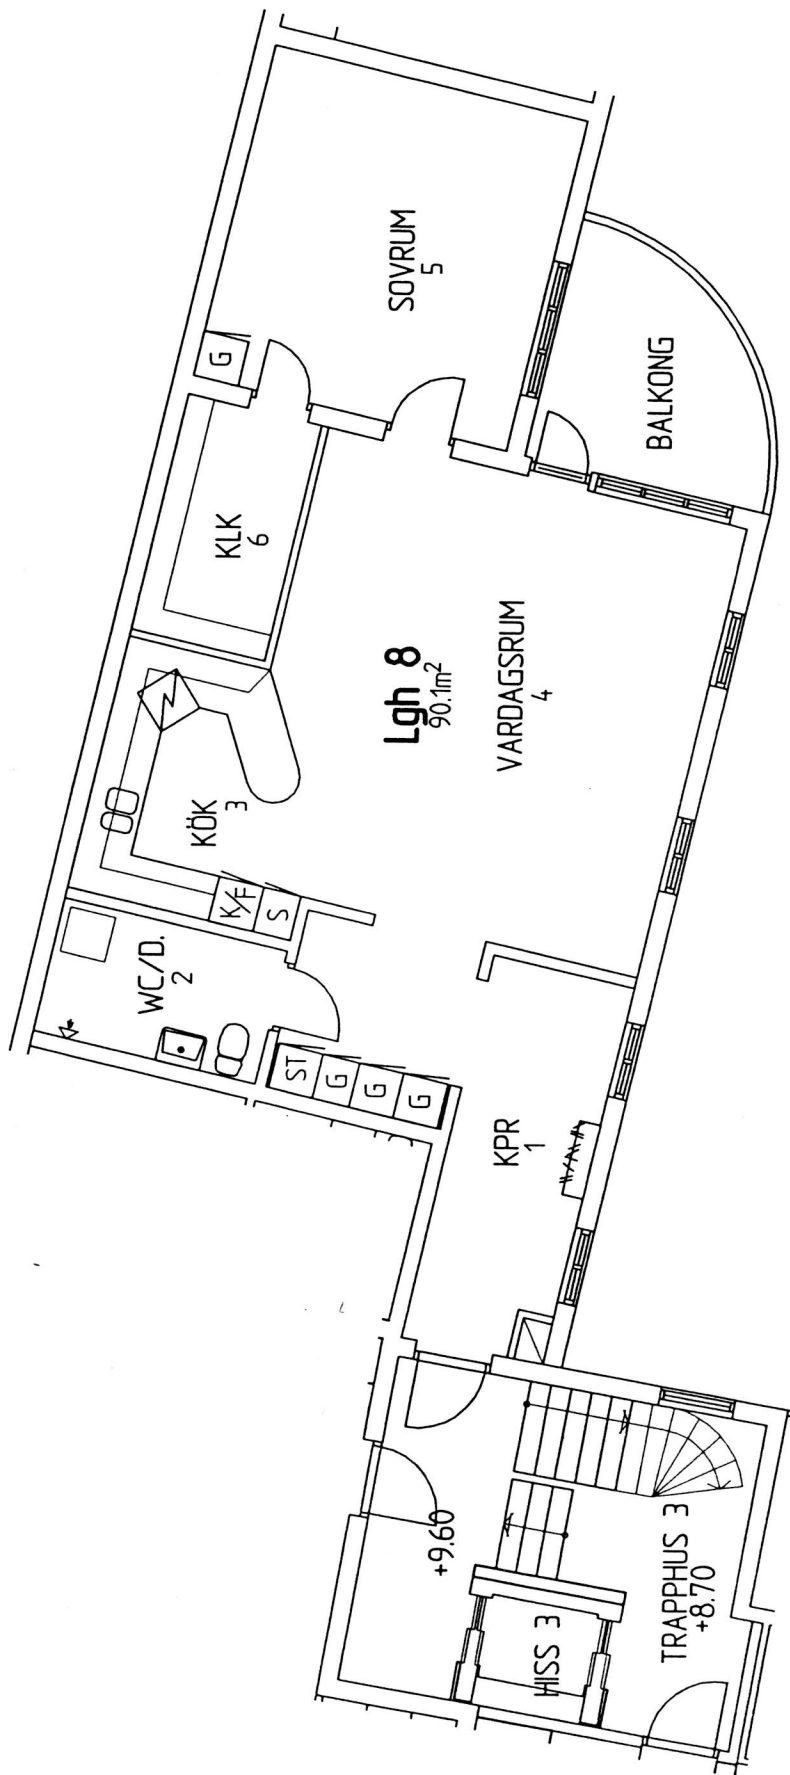 SOVRUM
5
G
BALKONG
KLK
6
Lgh 8
90.1m²
VARDAGSRUM
4
KÖK
3
K/F
S
WC/D.
2
ST
G
G
G
KPR
1
+9.60
HISS 3
TRAPPHUS 3
+8.70